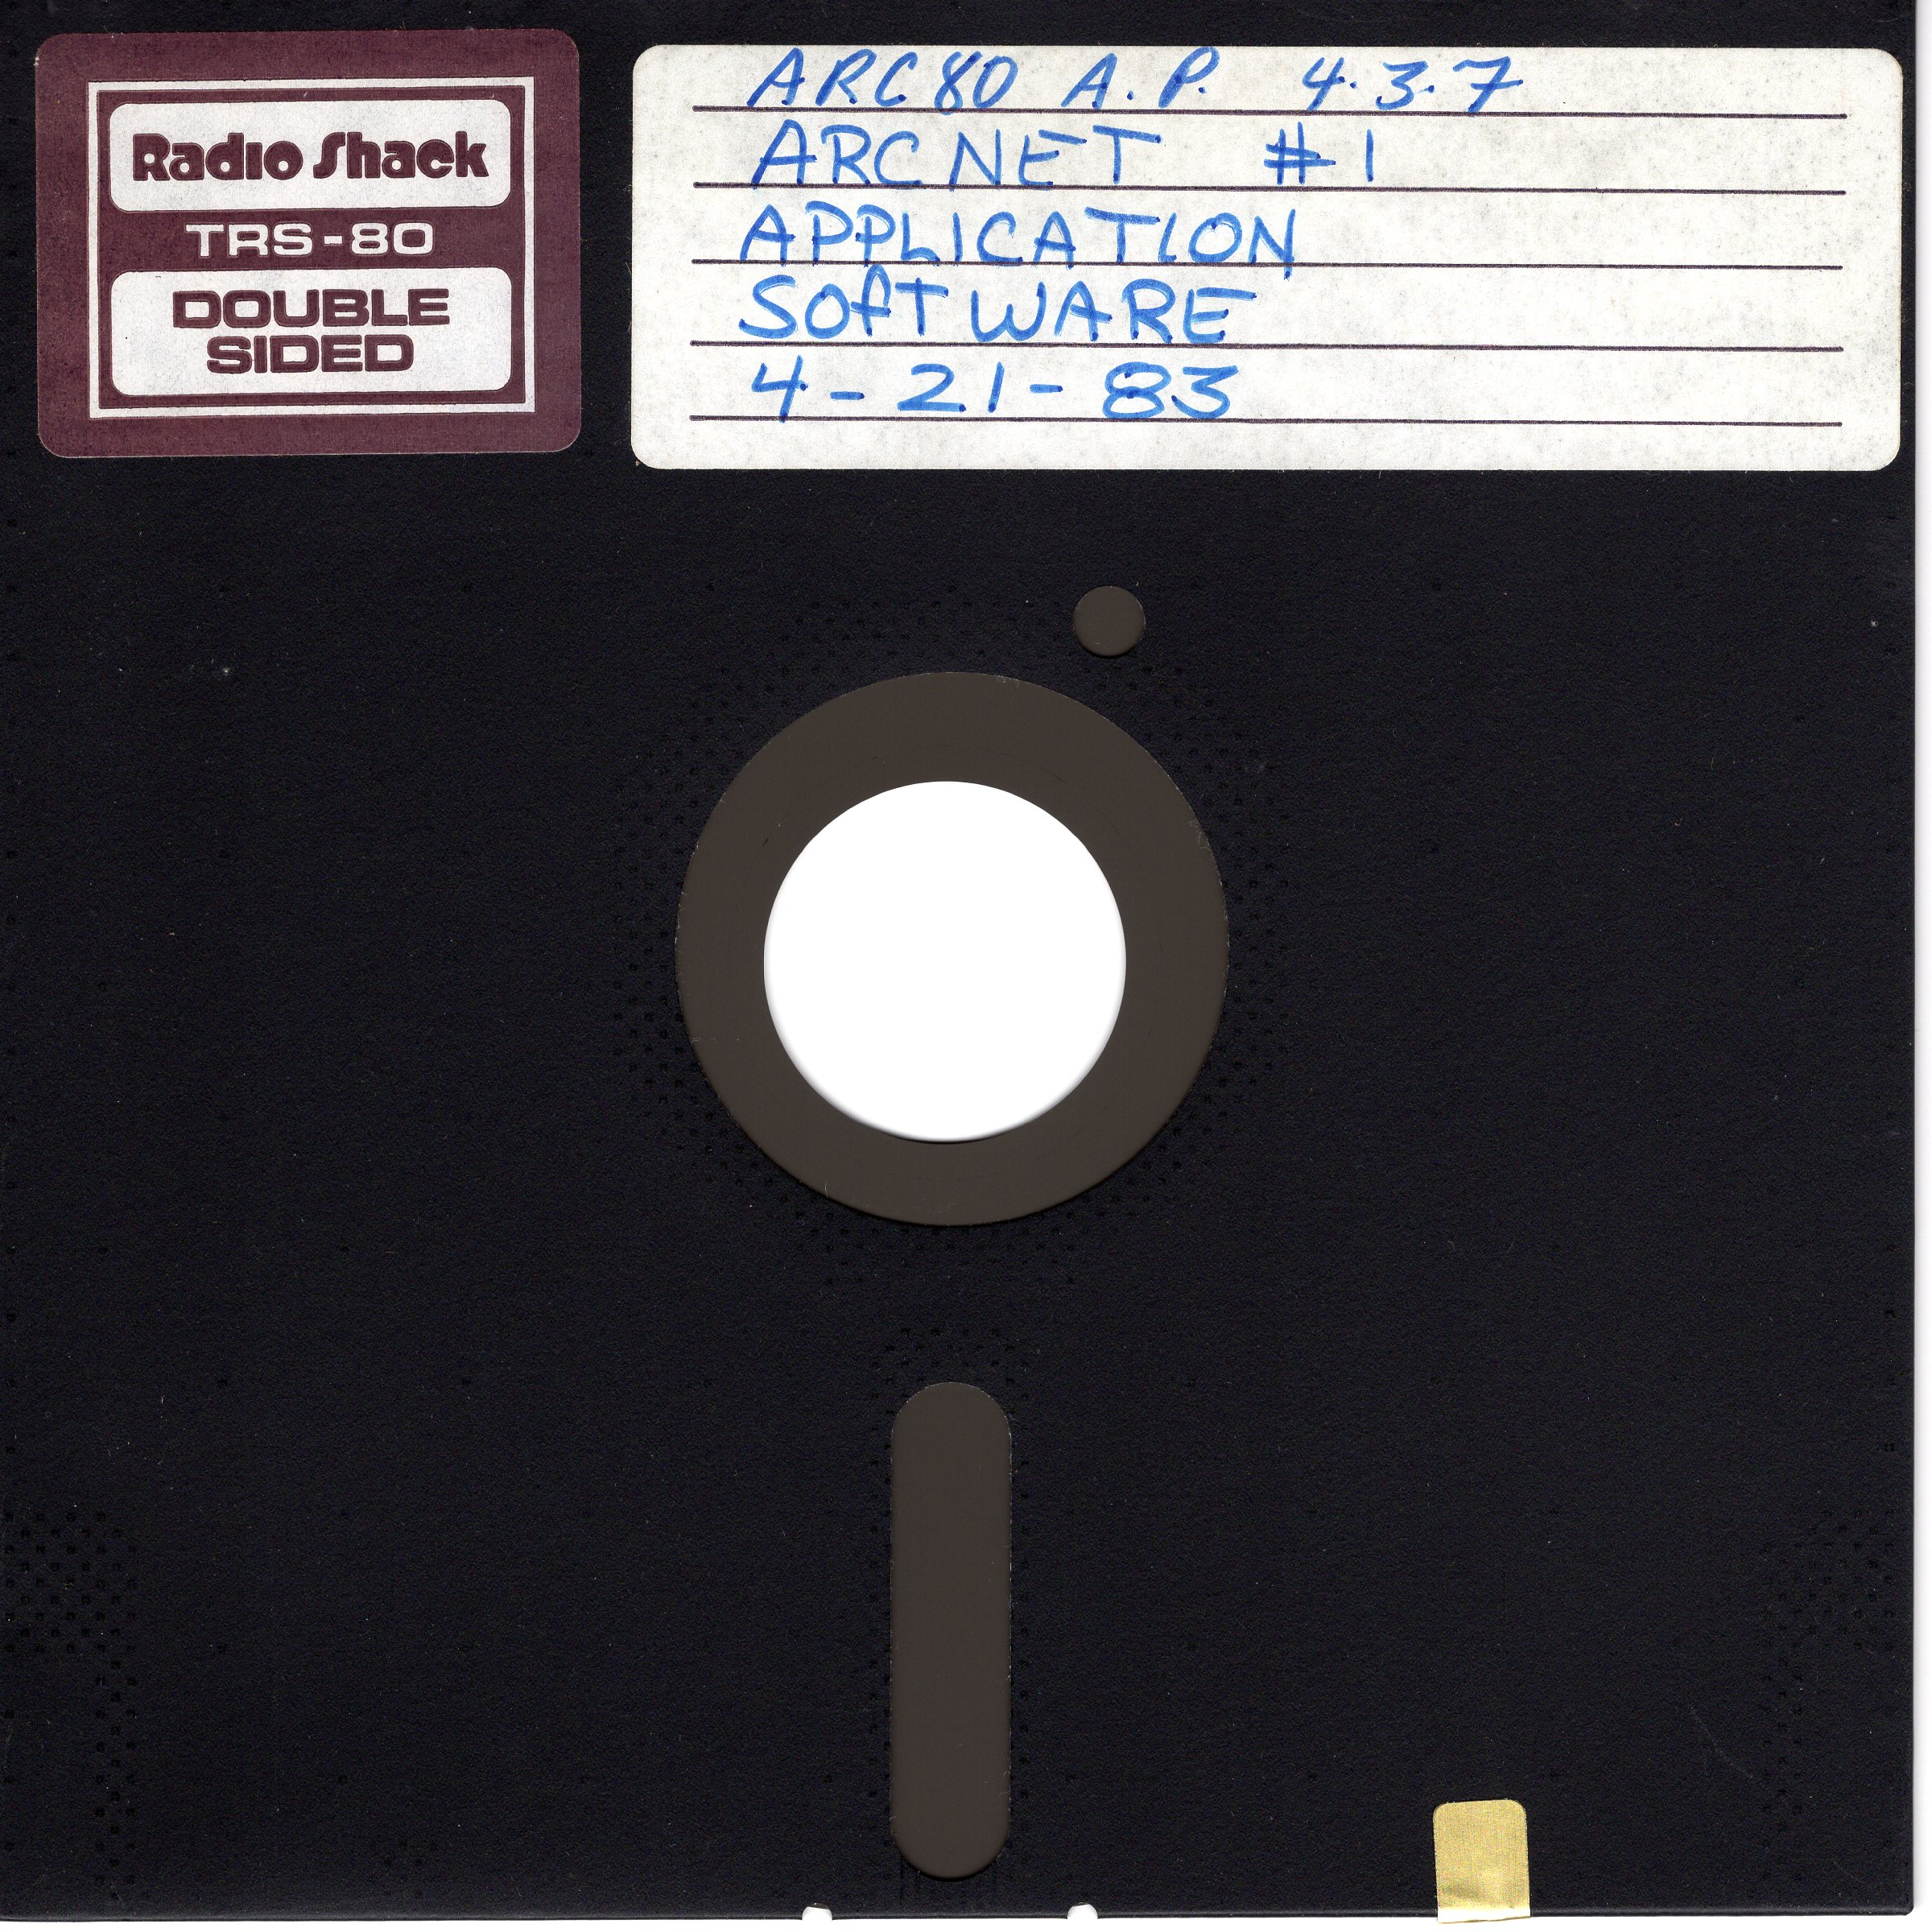 Radio Shack
TRS-80
DOUBLE
SIDED
ARC80 A.P. 4.3.7
ARCNET #1
APPLICATION
SOfTWARE
4-21-83